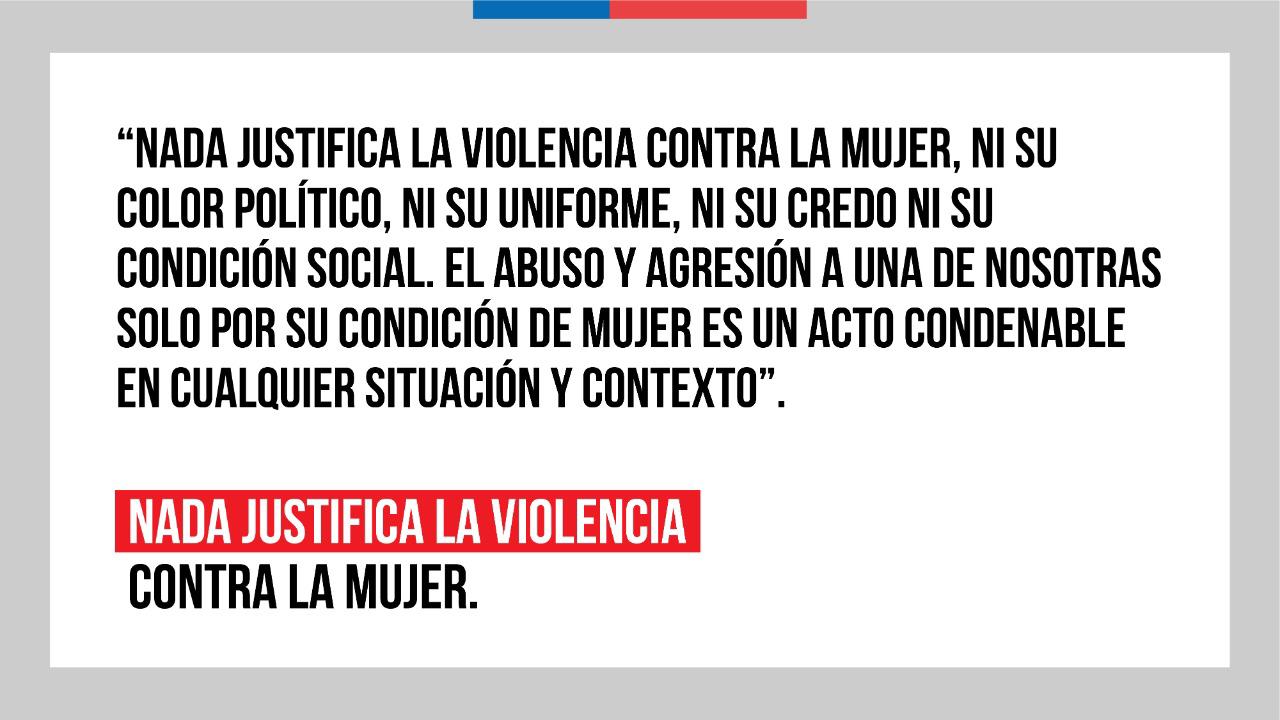 “NADA JUSTIFICA LA VIOLENCIA CONTRA LA MUJER, NI SU
COLOR POLÍTICO, NI SU UNIFORME, NI SU CREDO NI SU
CONDICIÓN SOCIAL. EL ABUSO Y AGRESIÓN A UNA DE NOSOTRAS
SOLO POR SU CONDICIÓN DE MUJER ES UN ACTO CONDENABLE
EN CUALQUIER SITUACIÓN Y CONTEXTO”.
NADA JUSTIFICA LA VIOLENCIA
CONTRA LA MUJER.